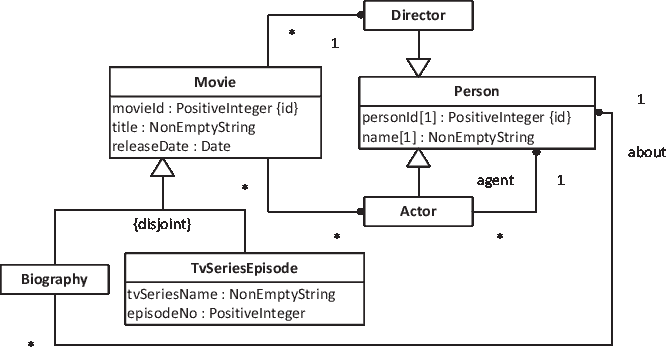 Director
*
1
Movie
movieId : PositiveInteger {id}
title : NonEmptyString
releaseDate : Date
Person
personId[1] : PositiveInteger {id}
name[1] : NonEmptyString
1
about
agent
1
*
Actor
{disjoint}
*
*
Biography
TvSeriesEpisode
tvSeriesName : NonEmptyString
episodeNo : PositiveInteger
*